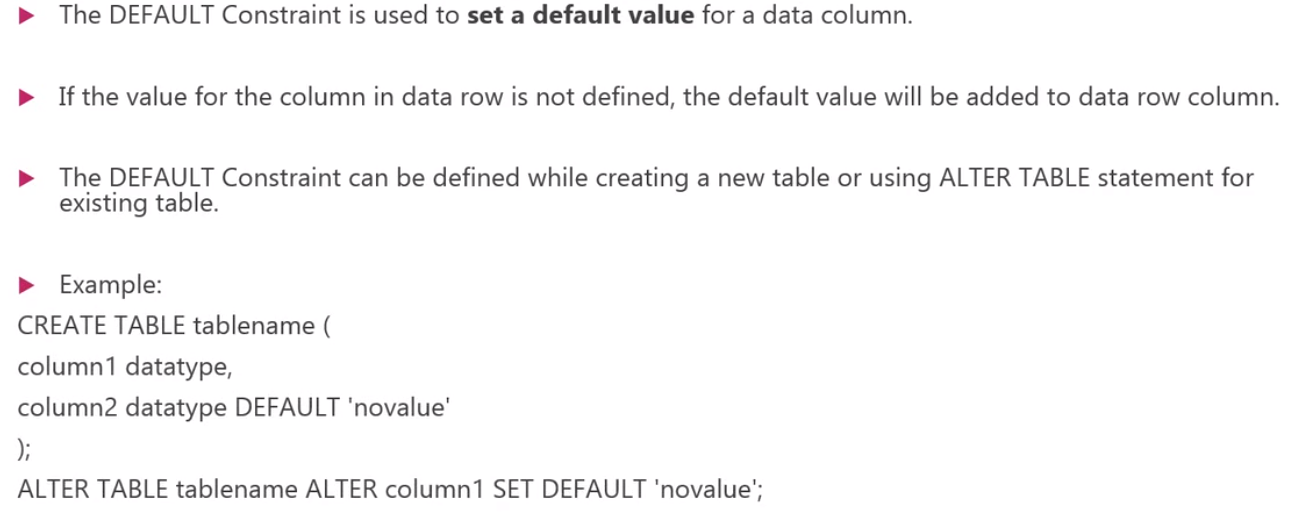 The DEFAULT Constraint is used to set a default value for a data column.
If the value for the column in data row is not defined, the default value will be added to data row column.
The DEFAULT Constraint can be defined while creating a new table or using ALTER TABLE statement for
existing table.
Example:
CREATE TABLE tablename (
column1 datatype,
column2 datatype DEFAULT 'novalue'
);
ALTER TABLE tablename ALTER column1 SET DEFAULT 'novalue';